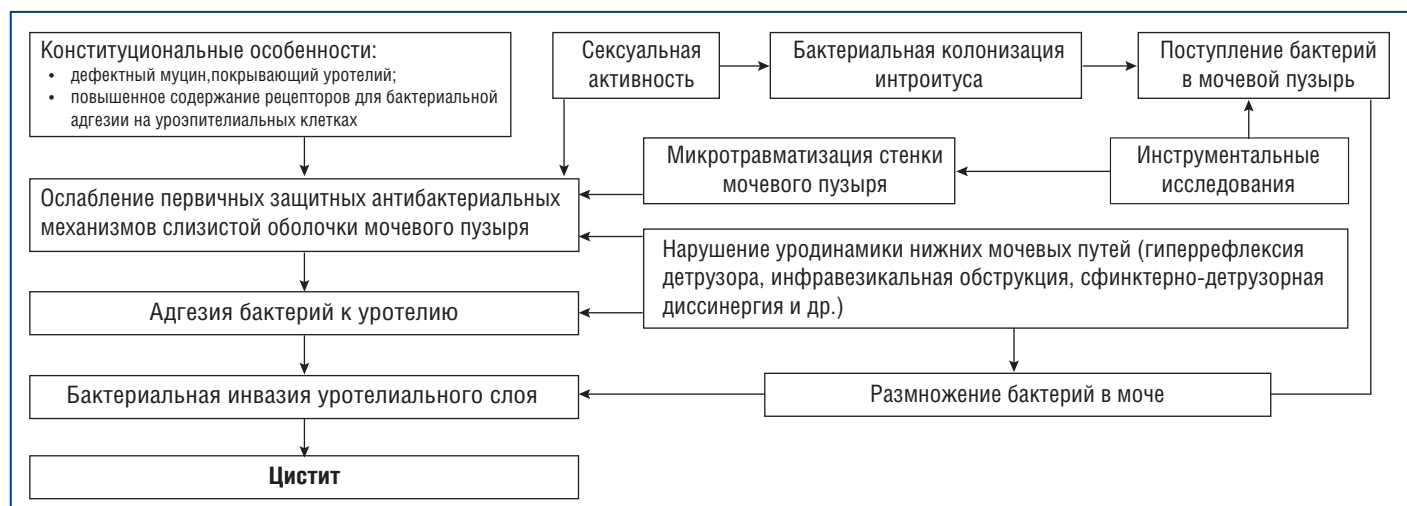 Конституциональные особенности:
• дефектный муцин,покрывающий уротелий;
• повышенное содержание рецепторов для бактериальной
адгезии на уроэпителиальных клетках
Сексуальная
активность
Бактериальная колонизация
интроитуса
Поступление бактерий
в мочевой пузырь
Микротравматизация стенки
мочевого пузыря
Инструментальные
исследования
Ослабление первичных защитных антибактериальных
механизмов слизистой оболочки мочевого пузыря
Нарушение уродинамики нижних мочевых путей (гиперрефлексия
детрузора, инфравезикальная обструкция, сфинктерно-детрузорная
диссинергия и др.)
Адгезия бактерий к уротелию
Бактериальная инвазия уротелиального слоя
Размножение бактерий в моче
Цистит